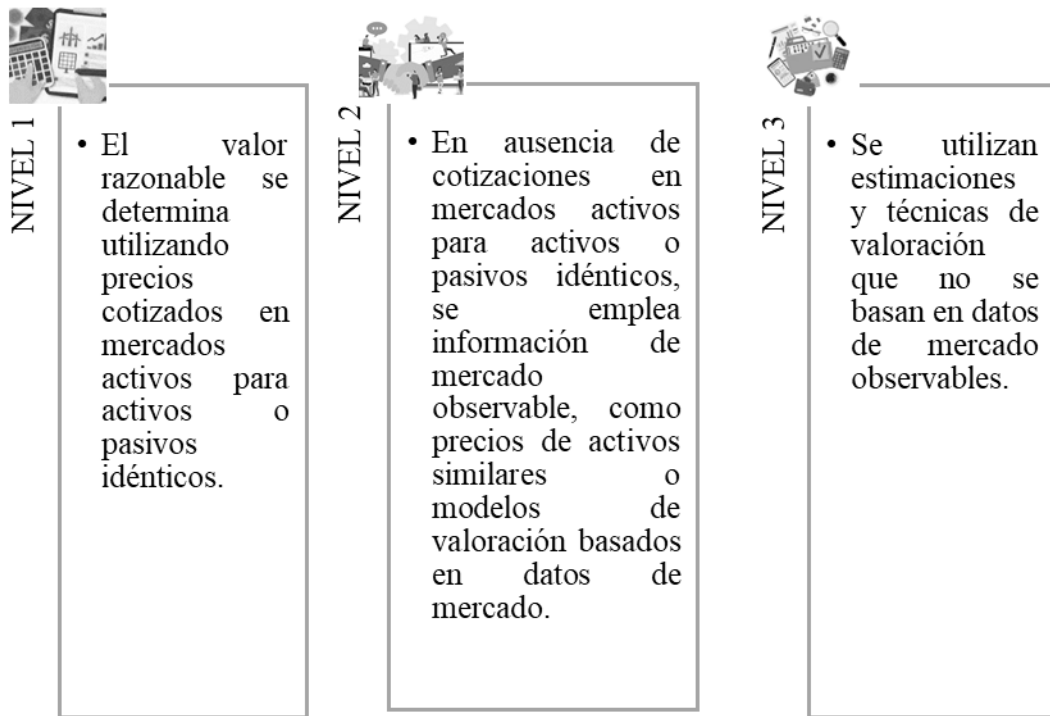 NIVEL 1
• El valor
razonable se
determina
utilizando
precios
cotizados en
mercados
activos para
activos o
pasivos
idénticos.
NIVEL 2
• En ausencia de
cotizaciones en
mercados activos
para activos o
pasivos idénticos,
se emplea
información de
mercado
observable, como
precios de activos
similares o
modelos de
valoración basados
en datos de
mercado.
NIVEL 3
• Se utilizan
estimaciones
y técnicas de
valoración
que no se
basan en datos
de mercado
observables.